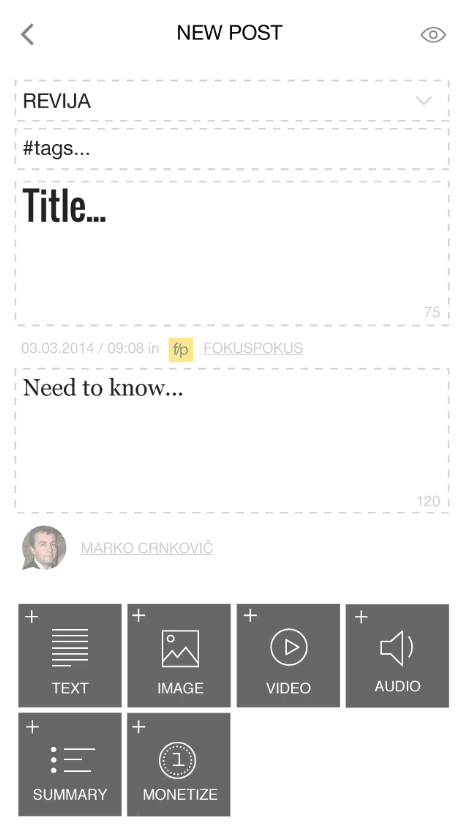 NEW POST
REVIJA
#tags...
Title...
75
03.03.2014 / 09:08 in f/p FOKUSPOKUS
Need to know...
120
MARKO CRNKOVIČ
TEXT IMAGE VIDEO AUDIO
SUMMARY 1 MONETIZE